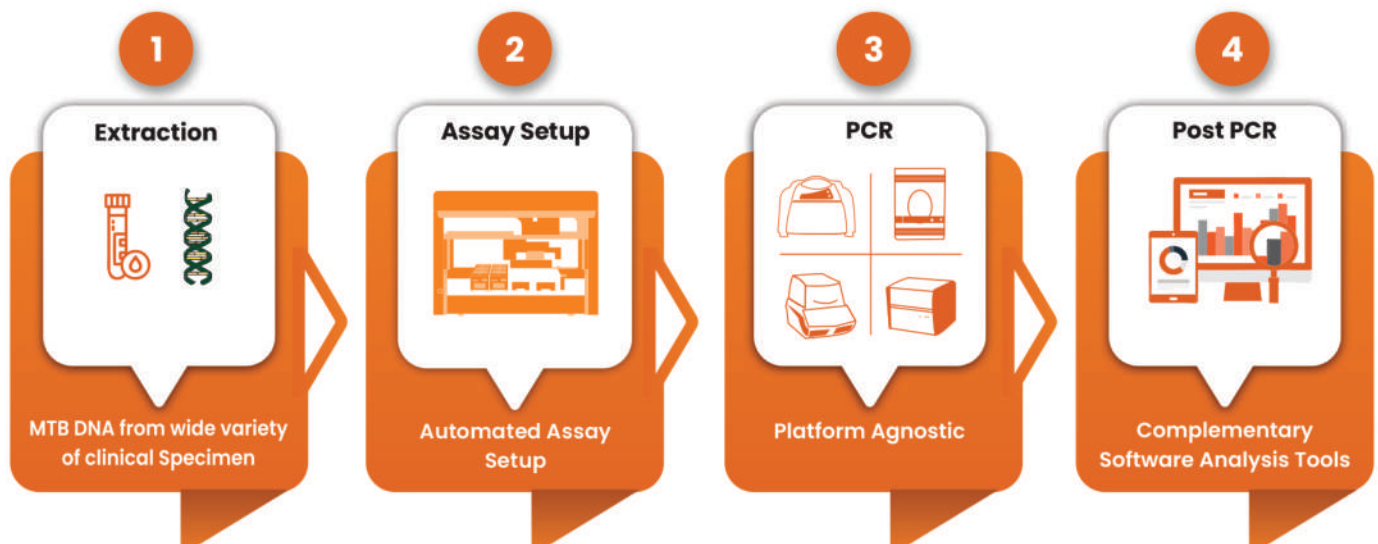 1
Extraction
MTB DNA from wide variety
of clinical Specimen
2
Assay Setup
Automated Assay
Setup
3
PCR
Platform Agnostic
4
Post PCR
Complementary
Software Analysis Tools